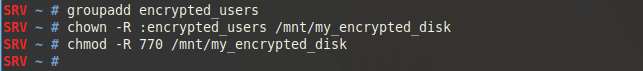 SRV ~ # groupadd encrypted_users
SRV ~ # chown -R :encrypted_users /mnt/my_encrypted_disk
SRV ~ # chmod -R 770 /mnt/my_encrypted_disk
SRV ~ #